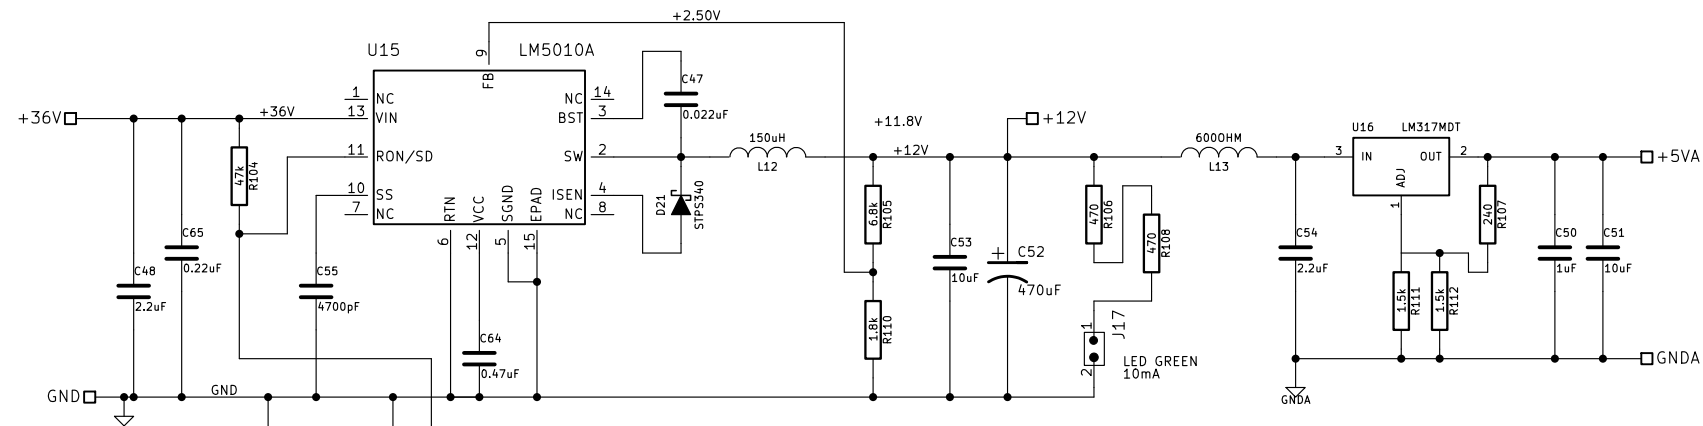 +2.50V
U15 LM5010A
9
FB
1 NC
13 VIN
11 RON/SD
10 SS
7 NC
NC 14
BST 3
SW 2
ISEN 4
NC 8
RTN VCC SGND EPAD
6 12 5 15
+36V
+36V
47k R104
C65
0.22uF
C48
2.2uF
C55
4700pF
C64
0.47uF
GND
GND
C47
0.022uF
150uH
L12
D21 STPS340
+11.8V
+12V
+12V
6.8k R105
1.8k R110
C53
10uF
+ C52
470uF
470 R106
470 R108
J17
1
2
LED GREEN
10mA
600OHM
L13
U16 LM317MDT
3 IN OUT 2
ADJ
1
+5VA
240 R107
C54
2.2uF
1.5k R111
1.5k R112
C50
1uF
C51
10uF
GNDA
GNDA